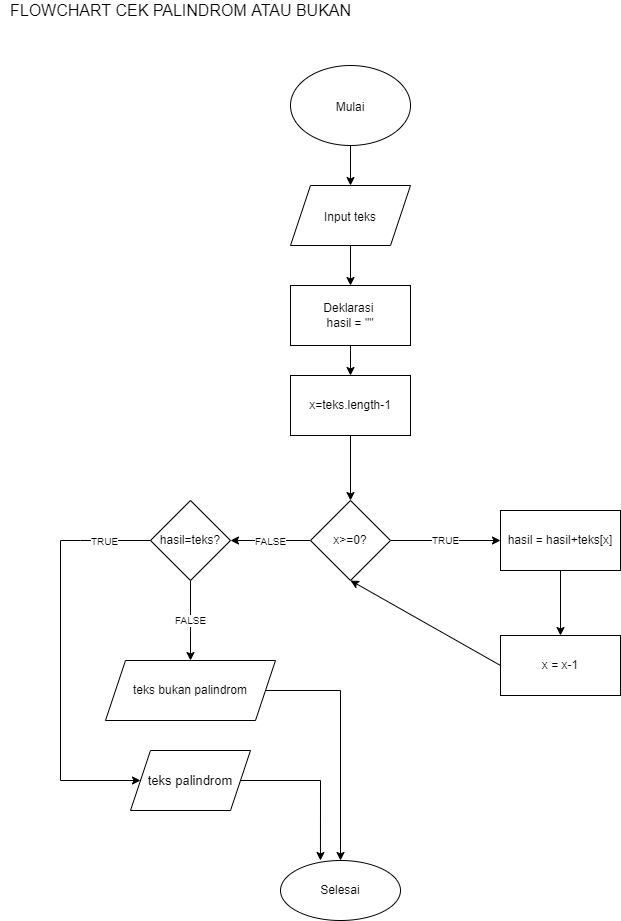 FLOWCHART CEK PALINDROM ATAU BUKAN
Mulai
Input teks
Deklarasi
hasil = ""
x=teks.length-1
x>=0?
TRUE
hasil = hasil+teks[x]
x = x-1
FALSE
hasil=teks?
TRUE
FALSE
teks bukan palindrom
teks palindrom
Selesai